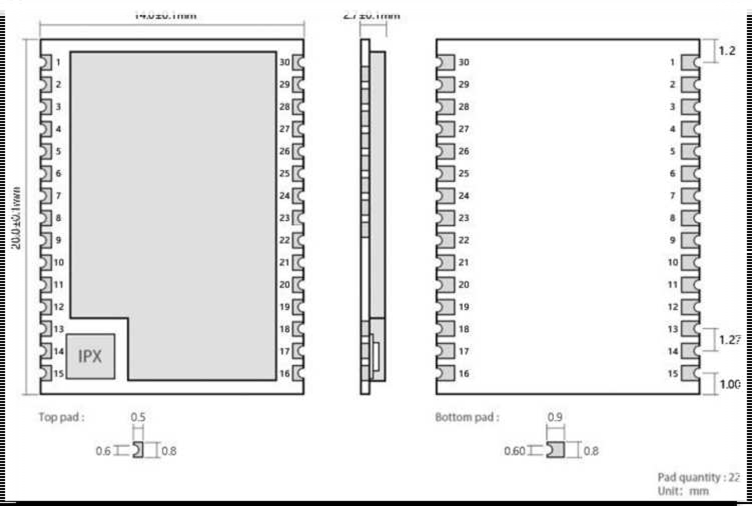 14.0±0.1mm
2.7±0.1mm
20.0±0.1mm
1 30 30 1
2 29 29 2
3 28 28 3
4 27 27 4
5 26 26 5
6 25 25 6
7 24 24 7
8 23 23 8
9 22 22 9
10 21 21 10
11 20 20 11
12 19 19 12
13 18 18 13
14 17 17 14
15 16 16 15
IPX
1.2
1.27
1.00
Top pad :
0.5
0.6
0.8
Bottom pad :
0.9
0.60
0.8
Pad quantity : 22
Unit: mm